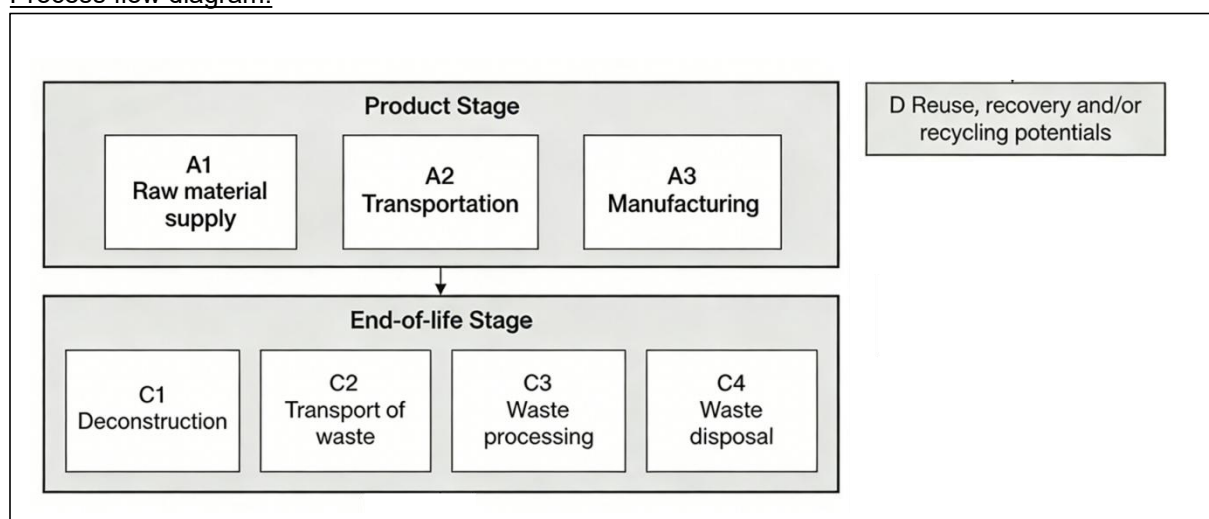 Process flow diagram:
Product Stage
A1
Raw material
supply
A2
Transportation
A3
Manufacturing
D Reuse, recovery and/or
recycling potentials
End-of-life Stage
C1
Deconstruction
C2
Transport of
waste
C3
Waste
processing
C4
Waste
disposal